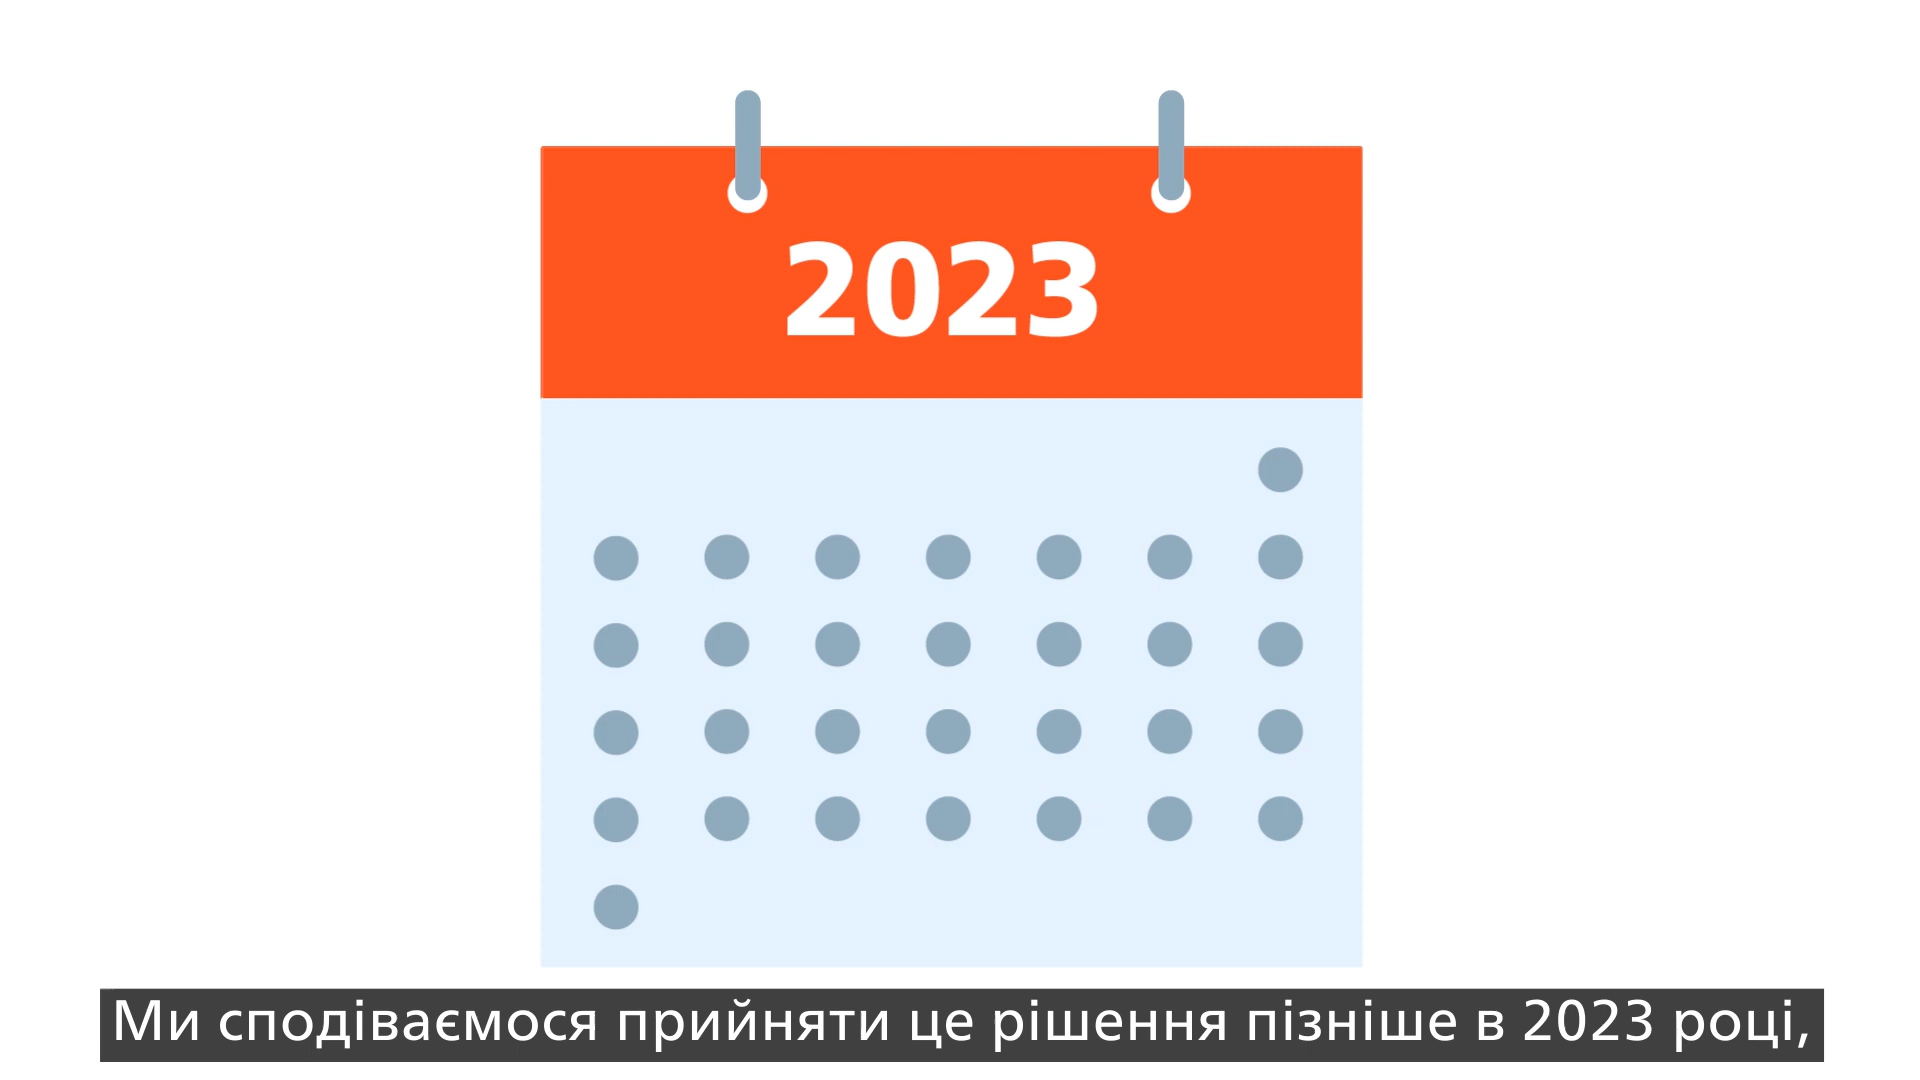 2023
Ми сподіваємося прийняти це рішення пізніше в 2023 році,